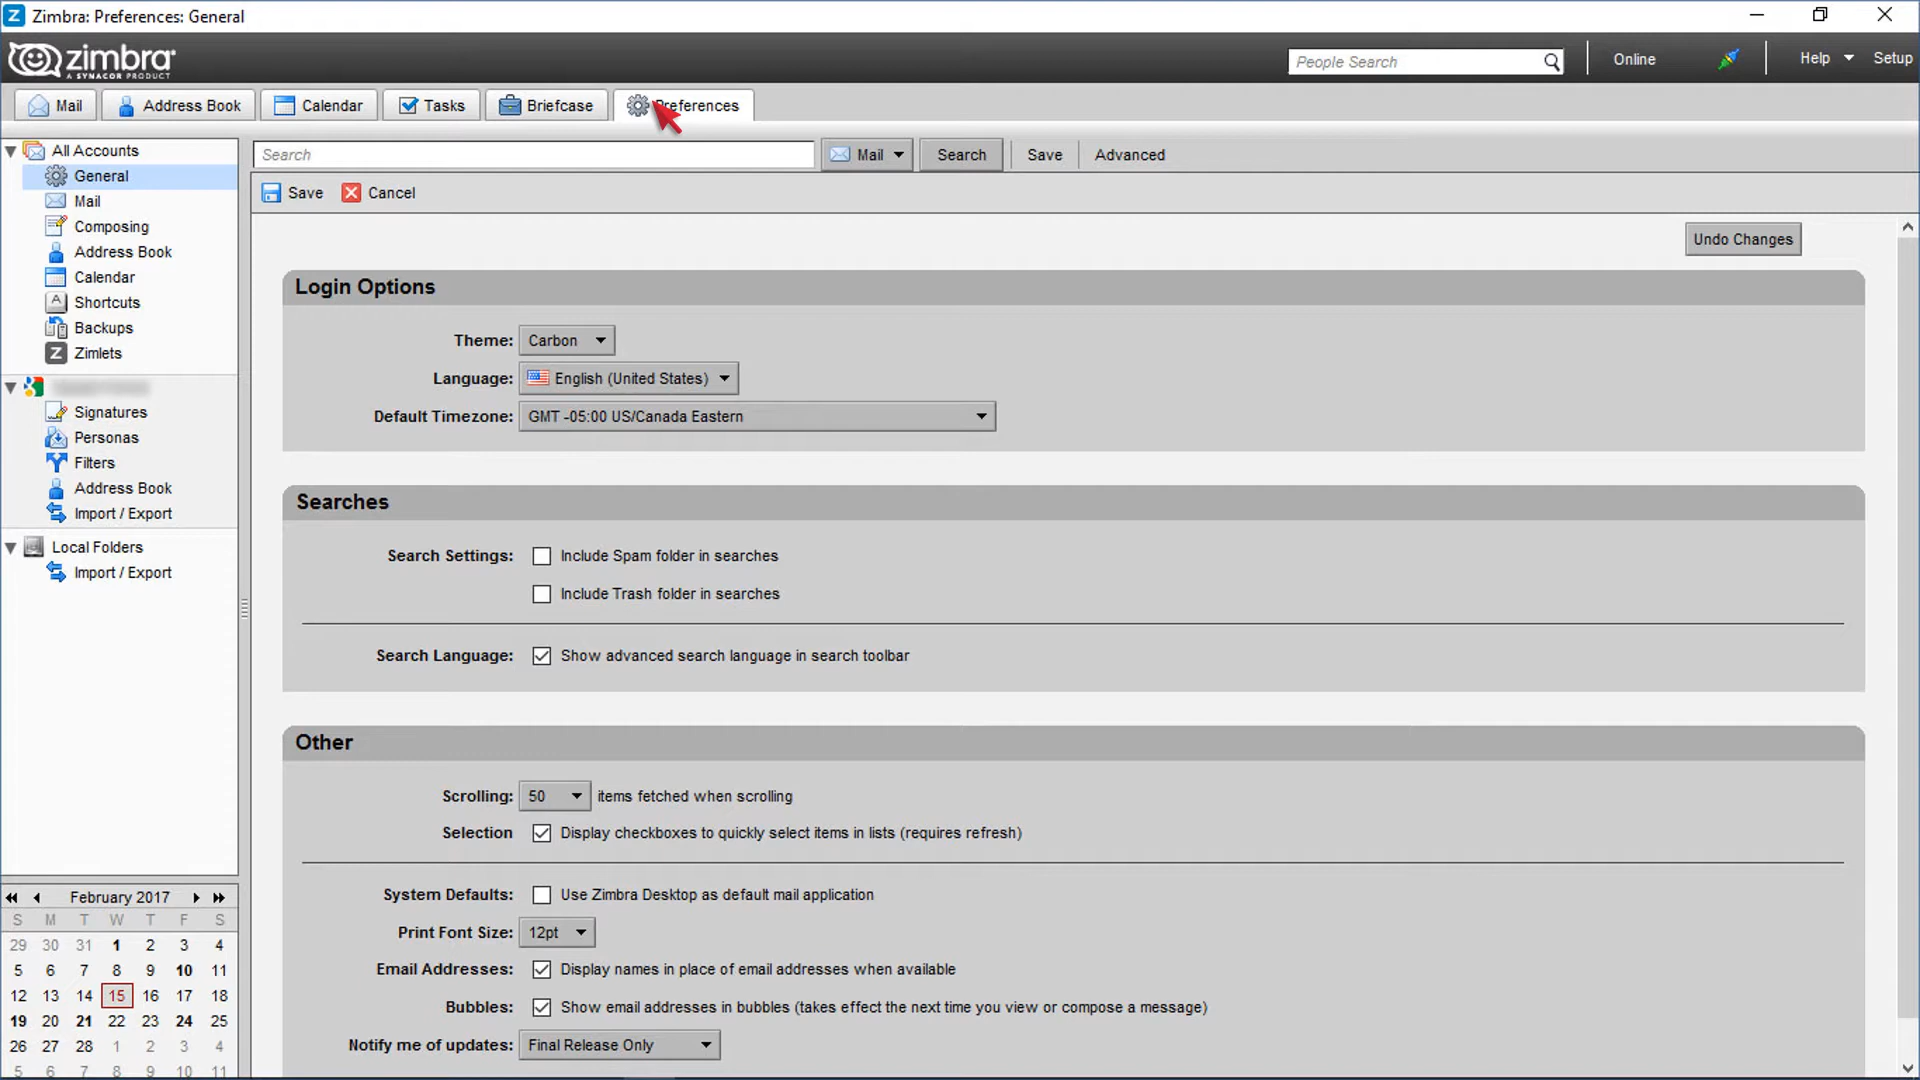 Zimbra: Preferences: General
zimbra
A SYNACOR PRODUCT
People Search
Online
Help
Setup
Mail
Address Book
Calendar
Tasks
Briefcase
Preferences
All Accounts
General
Mail
Composing
Address Book
Calendar
Shortcuts
Backups
Zimlets
Signatures
Personas
Filters
Address Book
Import / Export
Local Folders
Import / Export
February 2017
S M T W T F S
29 30 31 1 2 3 4
5 6 7 8 9 10 11
12 13 14 15 16 17 18
19 20 21 22 23 24 25
26 27 28 1 2 3 4
5 6 7 8 9 10 11
Search
Mail
Search
Save
Advanced
Save
Cancel
Undo Changes
Login Options
Theme: Carbon
Language: English (United States)
Default Timezone: GMT -05:00 US/Canada Eastern
Searches
Search Settings: Include Spam folder in searches
Include Trash folder in searches
Search Language: Show advanced search language in search toolbar
Other
Scrolling: 50 items fetched when scrolling
Selection Display checkboxes to quickly select items in lists (requires refresh)
System Defaults: Use Zimbra Desktop as default mail application
Print Font Size: 12pt
Email Addresses: Display names in place of email addresses when available
Bubbles: Show email addresses in bubbles (takes effect the next time you view or compose a message)
Notify me of updates: Final Release Only